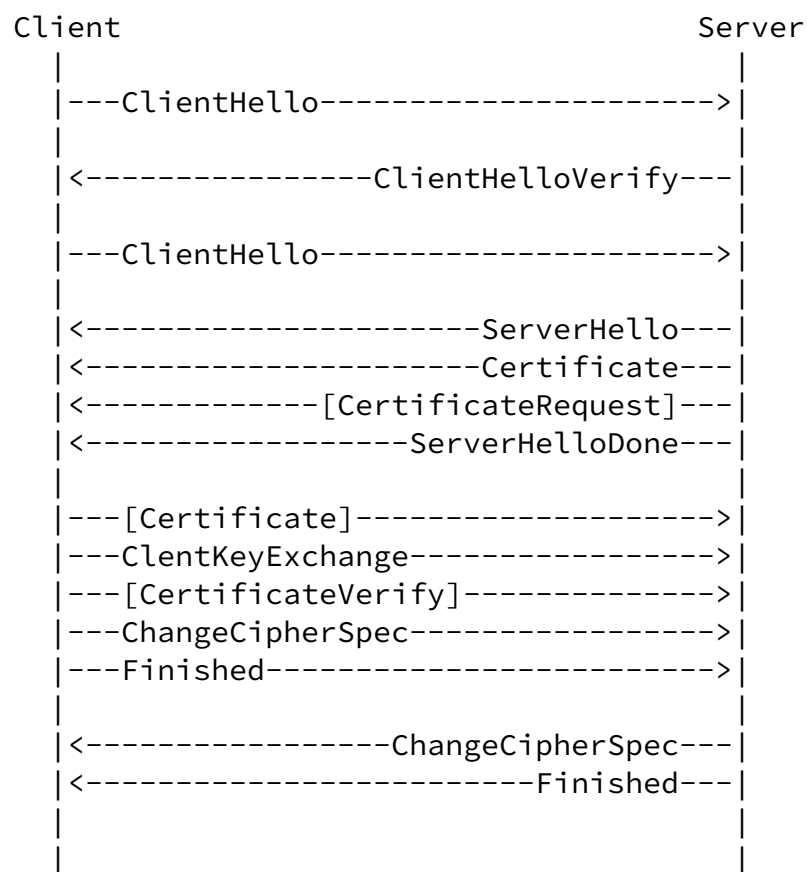 Client Server
---ClientHello---------------------->
<----------------ClientHelloVerify---
---ClientHello---------------------->
<----------------------ServerHello---
<----------------------Certificate---
<-------------[CertificateRequest]---
<------------------ServerHelloDone---
---[Certificate]-------------------->
---ClentKeyExchange----------------->
---[CertificateVerify]-------------->
---ChangeCipherSpec----------------->
---Finished------------------------->
<-----------------ChangeCipherSpec---
<-------------------------Finished---